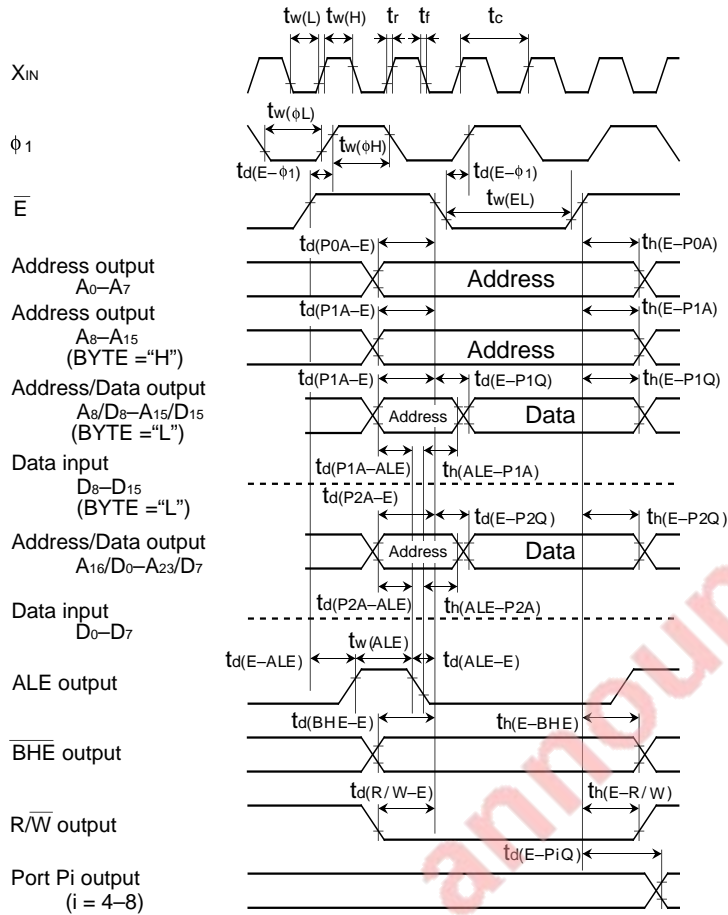 tw(L) tw(H) tr tf tc
XIN
tw(ϕL)
ϕ1
tw(ϕH)
td(E–ϕ1) td(E–ϕ1)
tw(EL)
E̅
td(P0A–E) th(E–P0A)
Address output
A0–A7
Address
td(P1A–E) th(E–P1A)
Address output
A8–A15
(BYTE =“H”)
Address
td(P1A–E) td(E–P1Q) th(E–P1Q)
Address/Data output
A8/D8–A15/D15
(BYTE =“L”)
Address Data
td(P1A–ALE) th(ALE–P1A)
Data input
D8–D15
(BYTE =“L”)
td(P2A–E) td(E–P2Q) th(E–P2Q)
Address/Data output
A16/D0–A23/D7
Address Data
td(P2A–ALE) th(ALE–P2A)
Data input
D0–D7
tw(ALE)
td(E–ALE) td(ALE–E)
ALE output
td(BHE–E) th(E–BHE)
B̅H̅E̅ output
td(R/W–E) th(E–R/W)
R/W̅ output
td(E–PiQ)
Port Pi output
(i = 4–8)